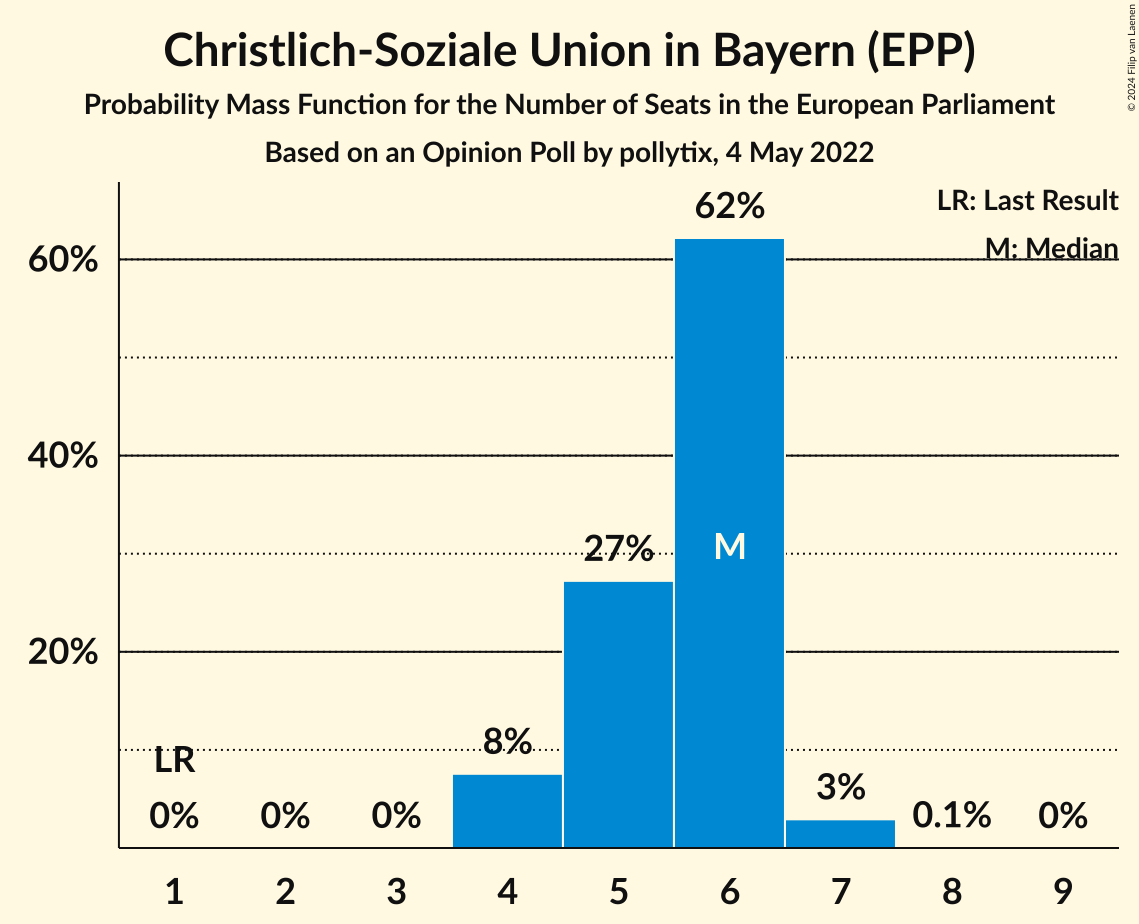 Christlich-Soziale Union in Bayern (EPP)
Probability Mass Function for the Number of Seats in the European Parliament
Based on an Opinion Poll by pollytix, 4 May 2022
© 2024 Filip van Laenen
LR: Last Result
M: Median
62%
60%
40%
27%
M
20%
8%
LR
3%
0%
0%
0%
0.1%
0%
1 2 3 4 5 6 7 8 9